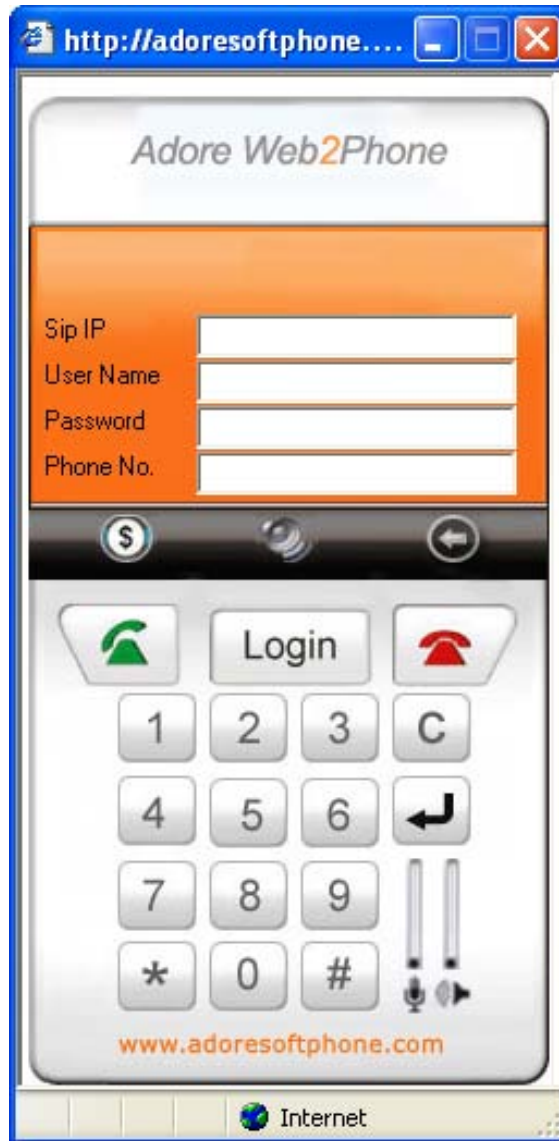 http://adoresoftphone....
Adore Web2Phone
Sip IP
User Name
Password
Phone No.
$
Login
1 2 3 C
4 5 6
7 8 9
* 0 #
www.adoresoftphone.com
Internet